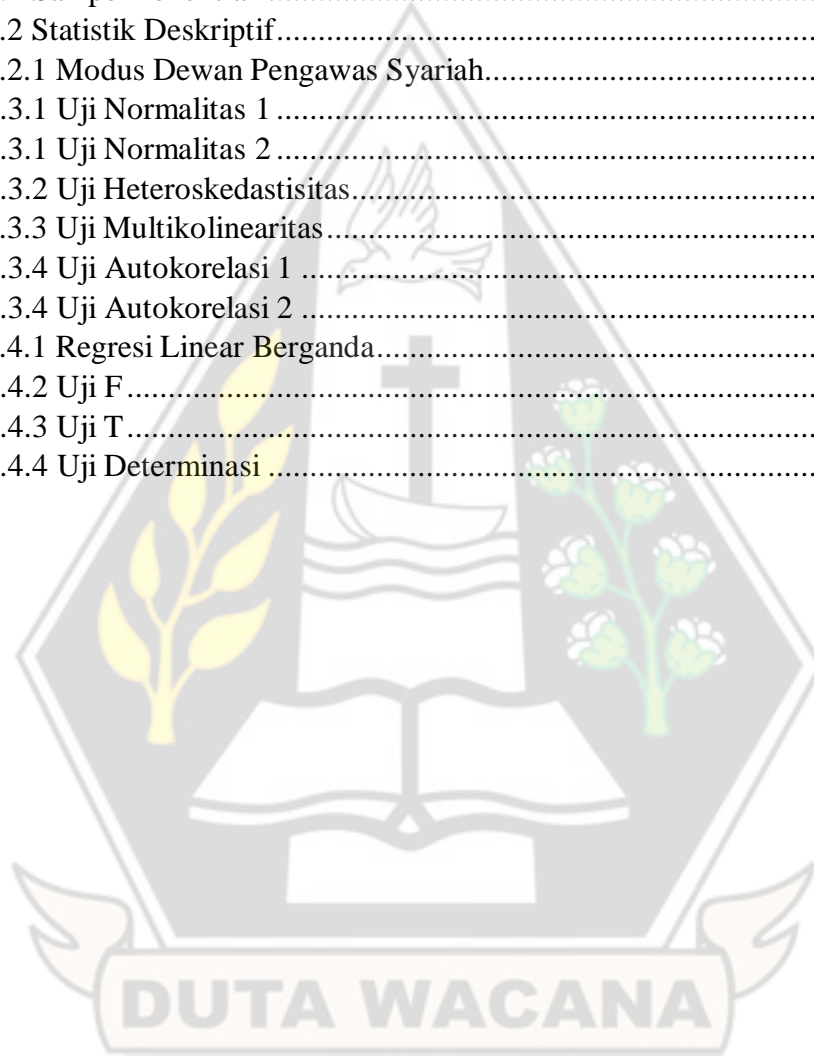 .2 Statistik Deskriptif..................................................................
.2.1 Modus Dewan Pengawas Syariah.........................................
.3.1 Uji Normalitas 1 ..................................................................
.3.1 Uji Normalitas 2 ..................................................................
.3.2 Uji Heteroskedastisitas.........................................................
.3.3 Uji Multikolinearitas............................................................
.3.4 Uji Autokorelasi 1 ...............................................................
.3.4 Uji Autokorelasi 2 ...............................................................
.4.1 Regresi Linear Berganda......................................................
.4.2 Uji F.....................................................................................
.4.3 Uji T.....................................................................................
.4.4 Uji Determinasi ...................................................................
DUTA WACANA